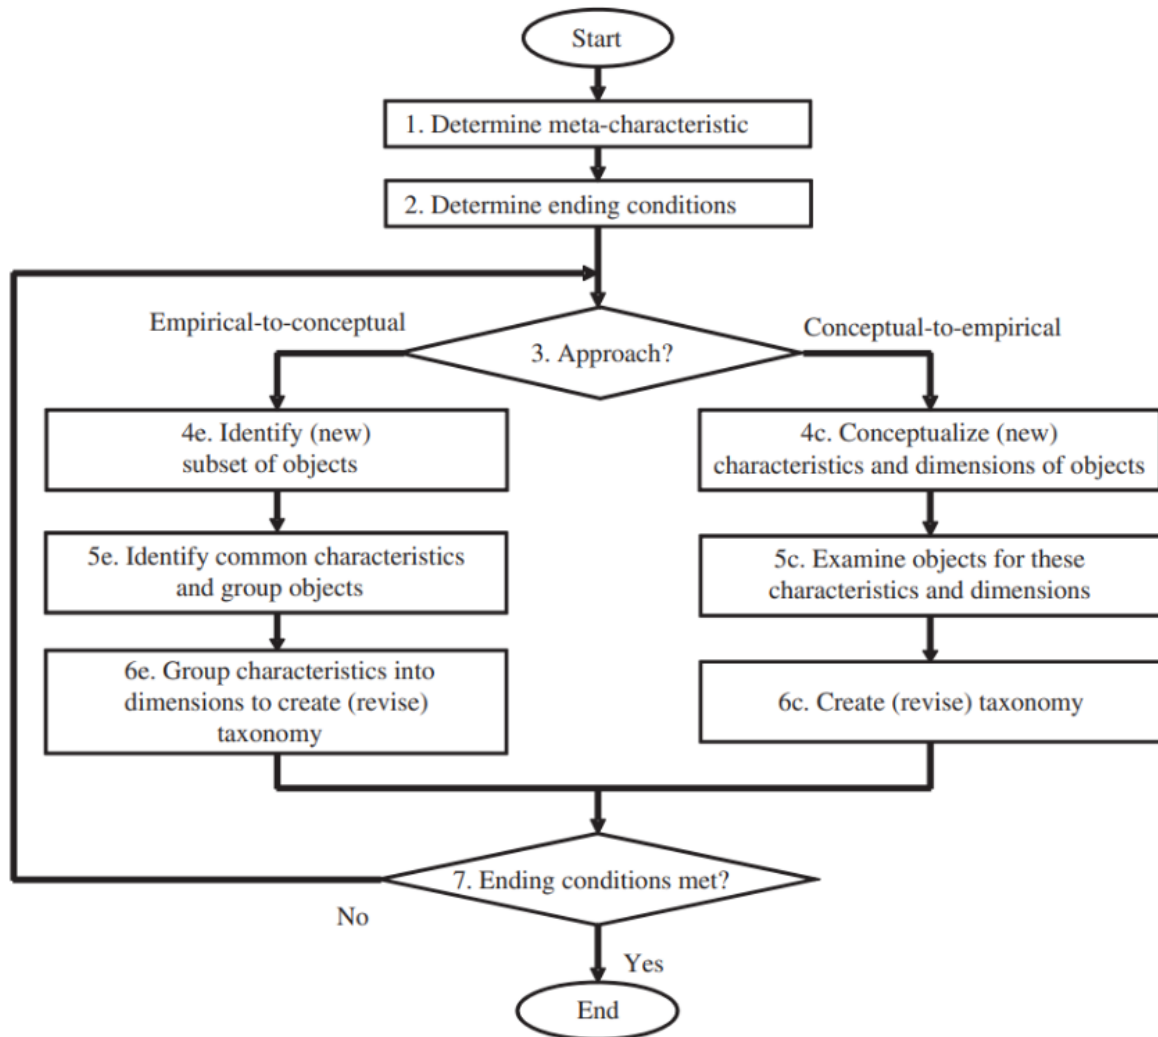 Start
1. Determine meta-characteristic
2. Determine ending conditions
Empirical-to-conceptual
Conceptual-to-empirical
3. Approach?
4e. Identify (new)
subset of objects
4c. Conceptualize (new)
characteristics and dimensions of objects
5e. Identify common characteristics
and group objects
5c. Examine objects for these
characteristics and dimensions
6e. Group characteristics into
dimensions to create (revise)
taxonomy
6c. Create (revise) taxonomy
7. Ending conditions met?
No
Yes
End